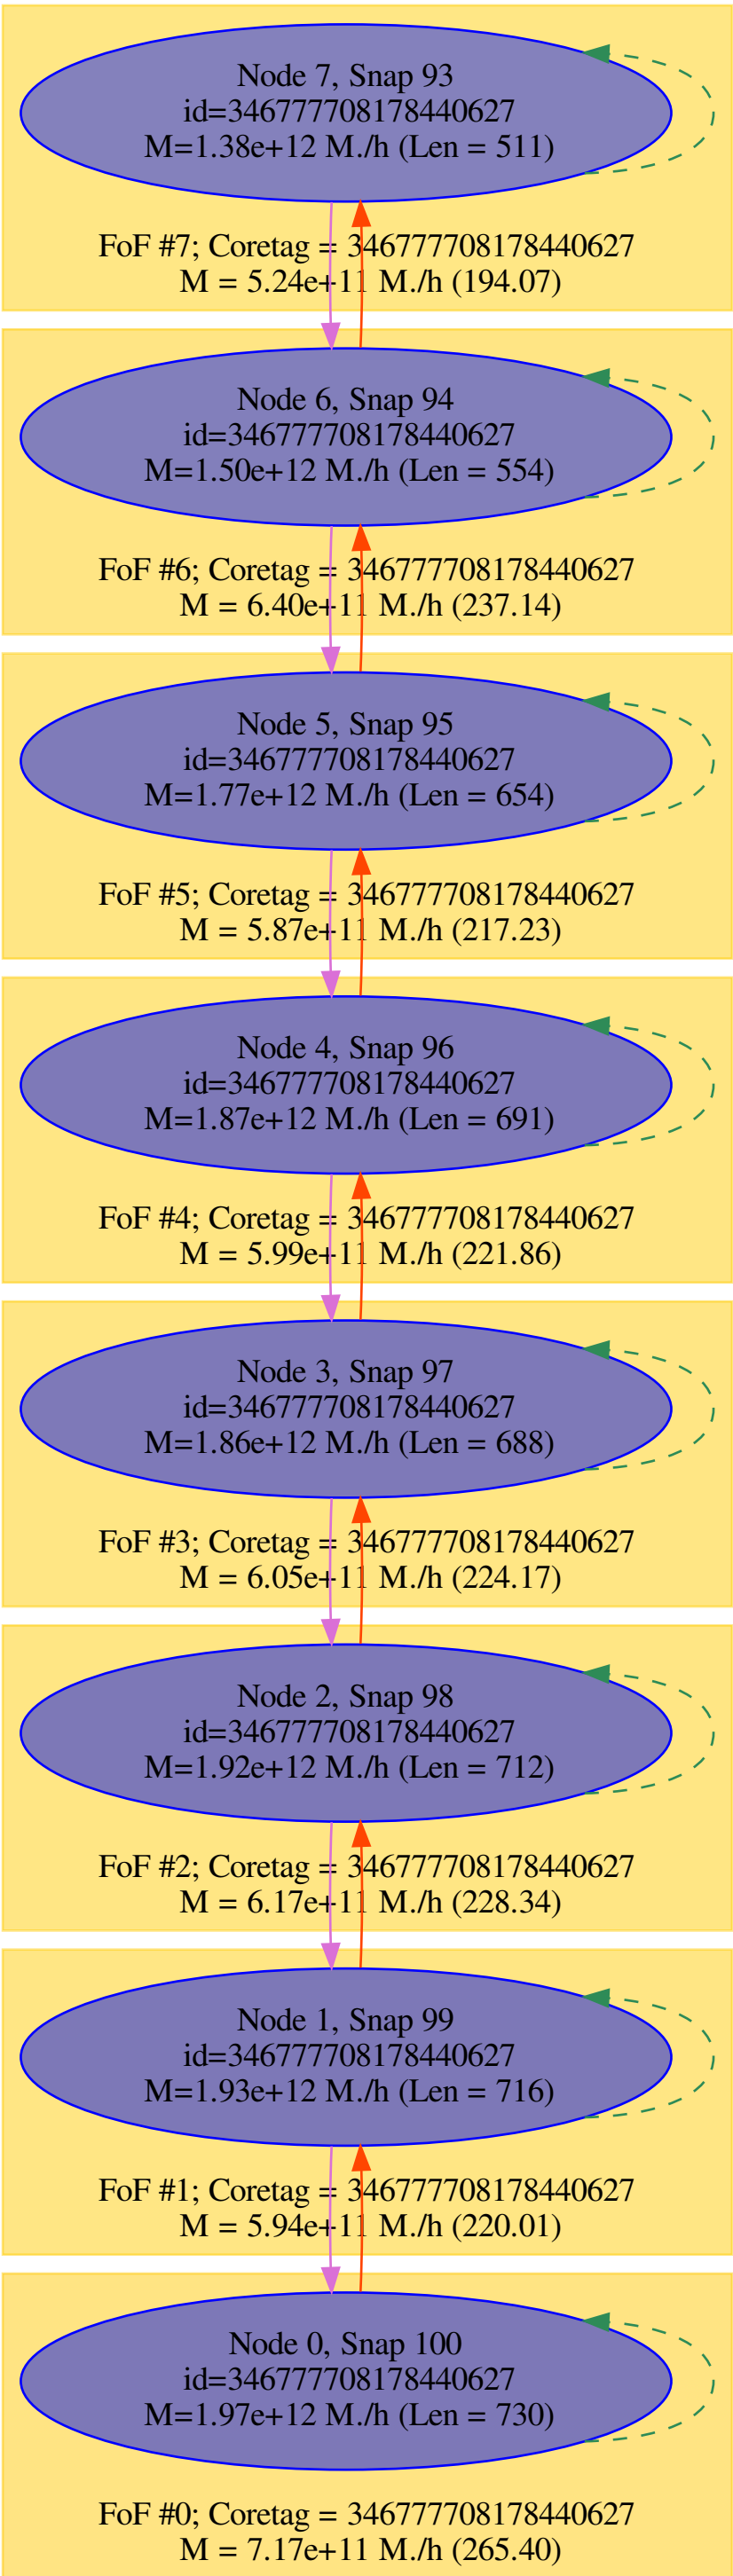 Node 7, Snap 93
id=346777708178440627
M=1.38e+12 M./h (Len = 511)
FoF #7; Coretag = 346777708178440627
M = 5.24e+11 M./h (194.07)
Node 6, Snap 94
id=346777708178440627
M=1.50e+12 M./h (Len = 554)
FoF #6; Coretag = 346777708178440627
M = 6.40e+11 M./h (237.14)
Node 5, Snap 95
id=346777708178440627
M=1.77e+12 M./h (Len = 654)
FoF #5; Coretag = 346777708178440627
M = 5.87e+11 M./h (217.23)
Node 4, Snap 96
id=346777708178440627
M=1.87e+12 M./h (Len = 691)
FoF #4; Coretag = 346777708178440627
M = 5.99e+11 M./h (221.86)
Node 3, Snap 97
id=346777708178440627
M=1.86e+12 M./h (Len = 688)
FoF #3; Coretag = 346777708178440627
M = 6.05e+11 M./h (224.17)
Node 2, Snap 98
id=346777708178440627
M=1.92e+12 M./h (Len = 712)
FoF #2; Coretag = 346777708178440627
M = 6.17e+11 M./h (228.34)
Node 1, Snap 99
id=346777708178440627
M=1.93e+12 M./h (Len = 716)
FoF #1; Coretag = 346777708178440627
M = 5.94e+11 M./h (220.01)
Node 0, Snap 100
id=346777708178440627
M=1.97e+12 M./h (Len = 730)
FoF #0; Coretag = 346777708178440627
M = 7.17e+11 M./h (265.40)